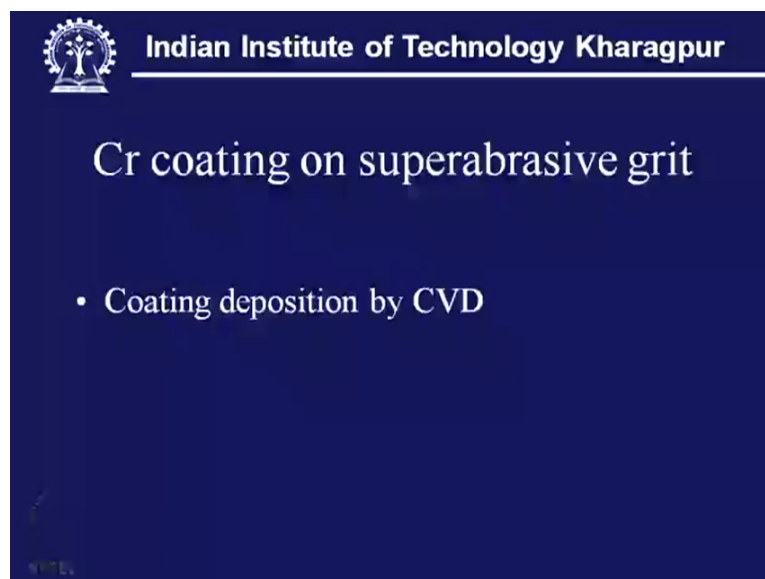 Indian Institute of Technology Kharagpur
Cr coating on superabrasive grit
• Coating deposition by CVD